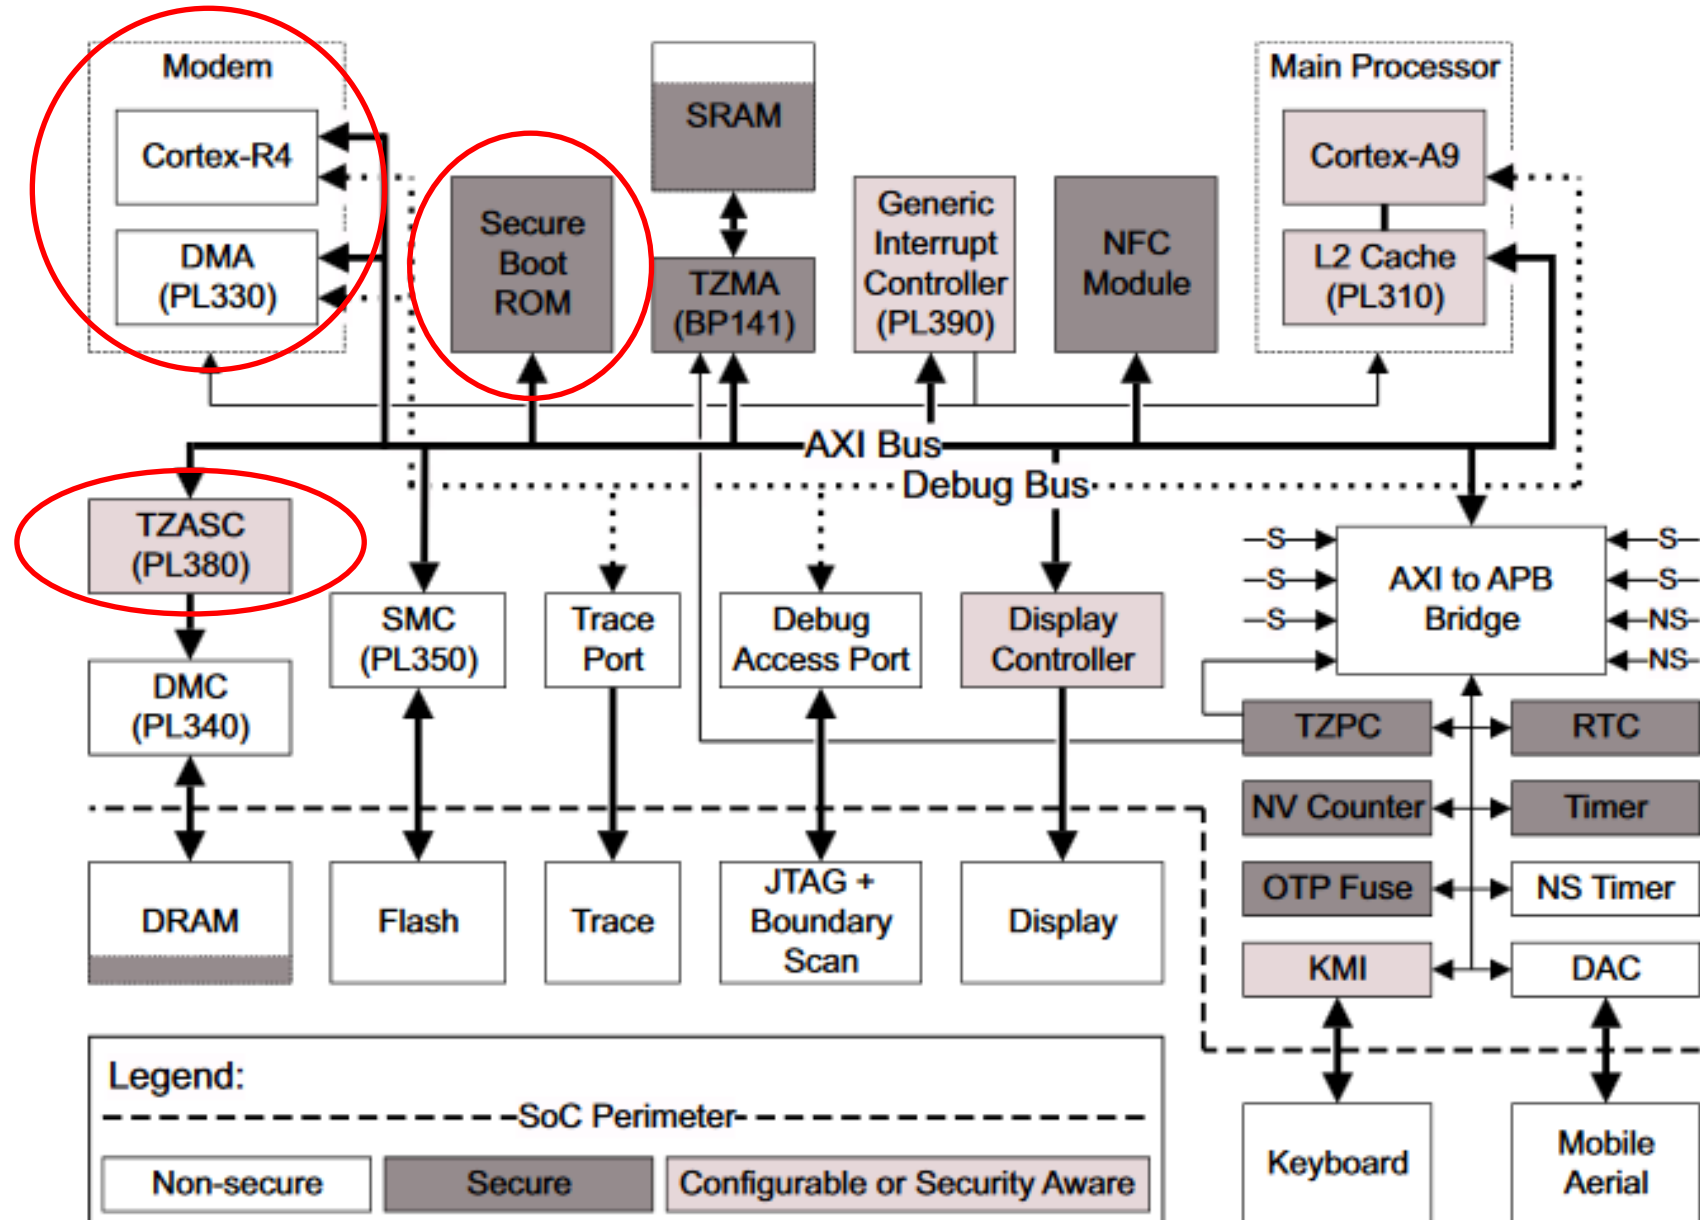 Modem
Cortex-R4
DMA
(PL330)
Secure
Boot
ROM
SRAM
TZMA
(BP141)
Generic
Interrupt
Controller
(PL390)
NFC
Module
Main Processor
Cortex-A9
L2 Cache
(PL310)
AXI Bus
Debug Bus
TZASC
(PL380)
DMC
(PL340)
SMC
(PL350)
Trace
Port
Debug
Access Port
Display
Controller
S
S
S
AXI to APB
Bridge
S
S
NS
NS
TZPC
RTC
NV Counter
Timer
OTP Fuse
NS Timer
KMI
DAC
DRAM
Flash
Trace
JTAG +
Boundary
Scan
Display
Keyboard
Mobile
Aerial
Legend:
SoC Perimeter
Non-secure
Secure
Configurable or Security Aware